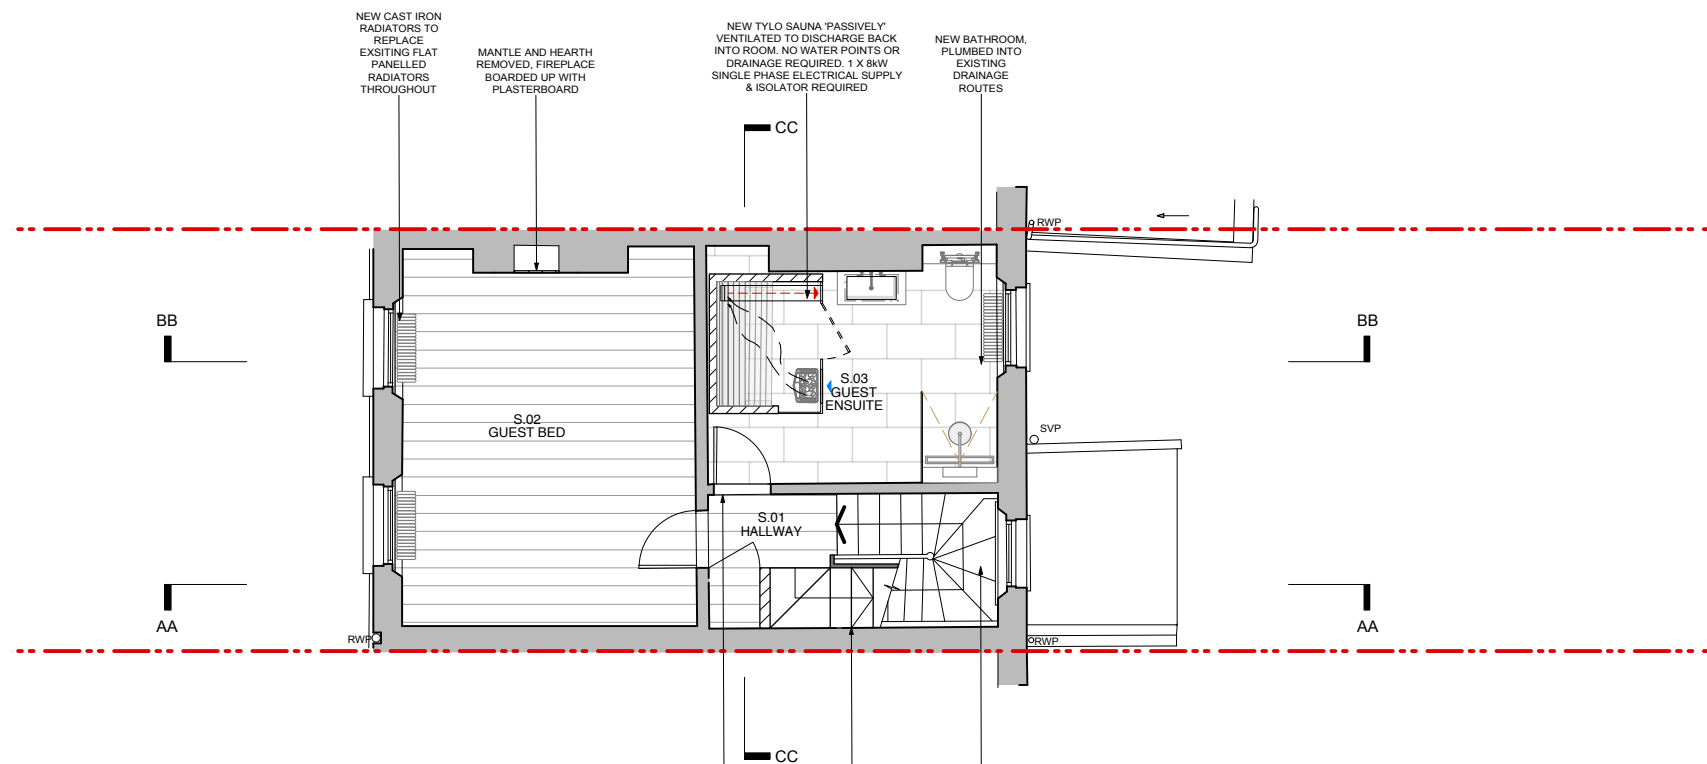 NEW CAST IRON
RADIATORS TO
REPLACE
EXSITING FLAT
PANELLED
RADIATORS
THROUGHOUT
MANTLE AND HEARTH
REMOVED, FIREPLACE
BOARDED UP WITH
PLASTERBOARD
NEW TYLO SAUNA 'PASSIVELY'
VENTILATED TO DISCHARGE BACK
INTO ROOM. NO WATER POINTS OR
DRAINAGE REQUIRED. 1 X 8kW
SINGLE PHASE ELECTRICAL SUPPLY
& ISOLATOR REQUIRED
NEW BATHROOM,
PLUMBED INTO
EXISTING
DRAINAGE
ROUTES
CC
RWP
BB
BB
S.03
GUEST
ENSUITE
S.02
GUEST BED
SVP
S.01
HALLWAY
AA
AA
RWP
RWP
CC